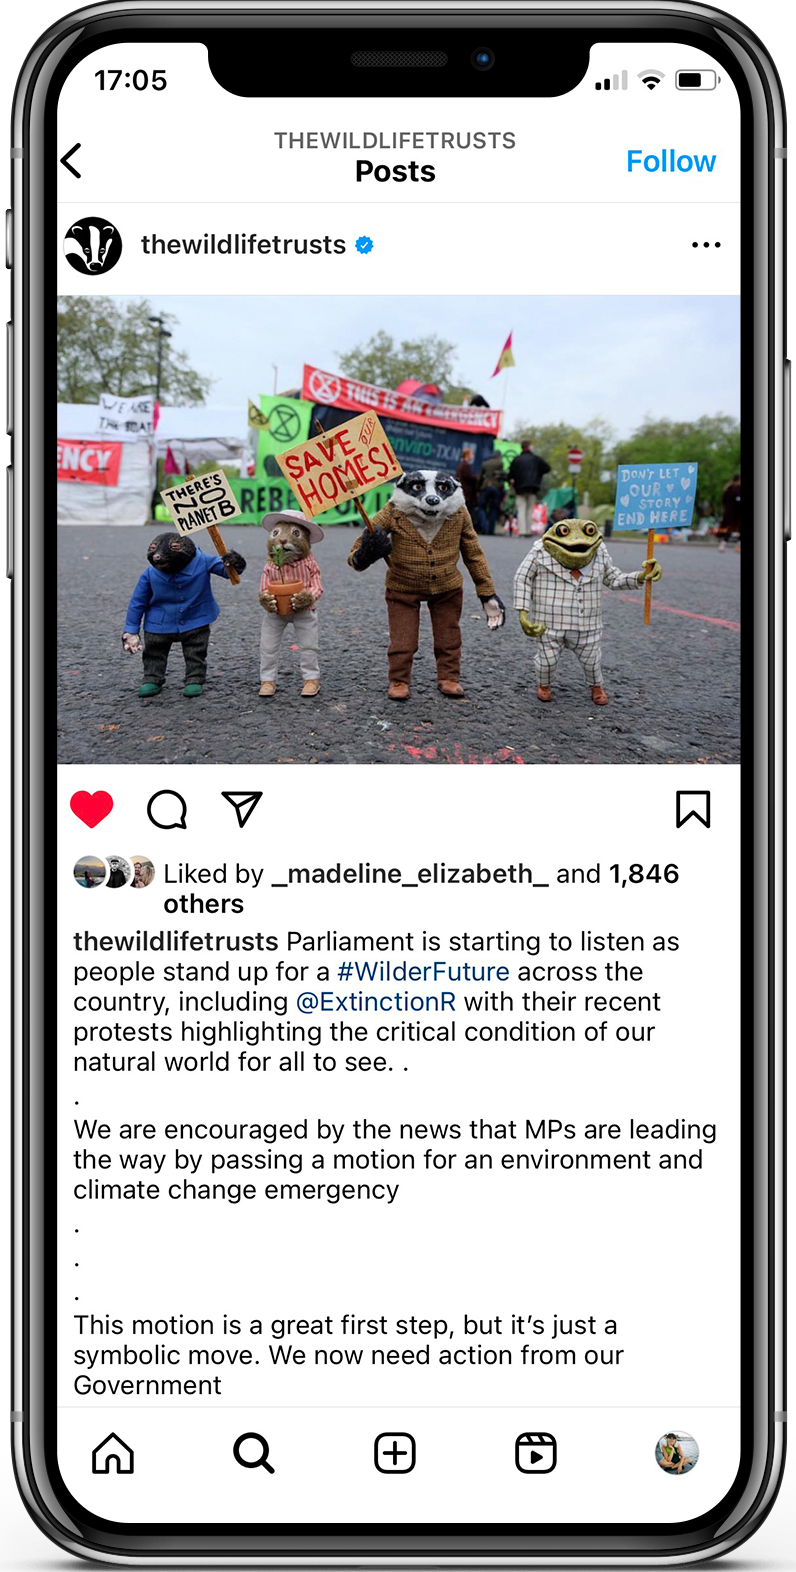 17:05
THEWILDLIFETRUSTS
Posts
Follow
thewildlifetrusts
WE ARE
THE BOAT
THIS IS AN EMERGENCY
NCY
enviro-TXN
REBE
THERE'S
NO
PLANET B
SAVE OUR
HOMES!
DON'T LET
OUR
STORY
END HERE
Liked by _madeline_elizabeth_ and 1,846
others
thewildlifetrusts Parliament is starting to listen as
people stand up for a #WilderFuture across the
country, including @ExtinctionR with their recent
protests highlighting the critical condition of our
natural world for all to see. .
.
We are encouraged by the news that MPs are leading
the way by passing a motion for an environment and
climate change emergency
.
.
.
This motion is a great first step, but it’s just a
symbolic move. We now need action from our
Government